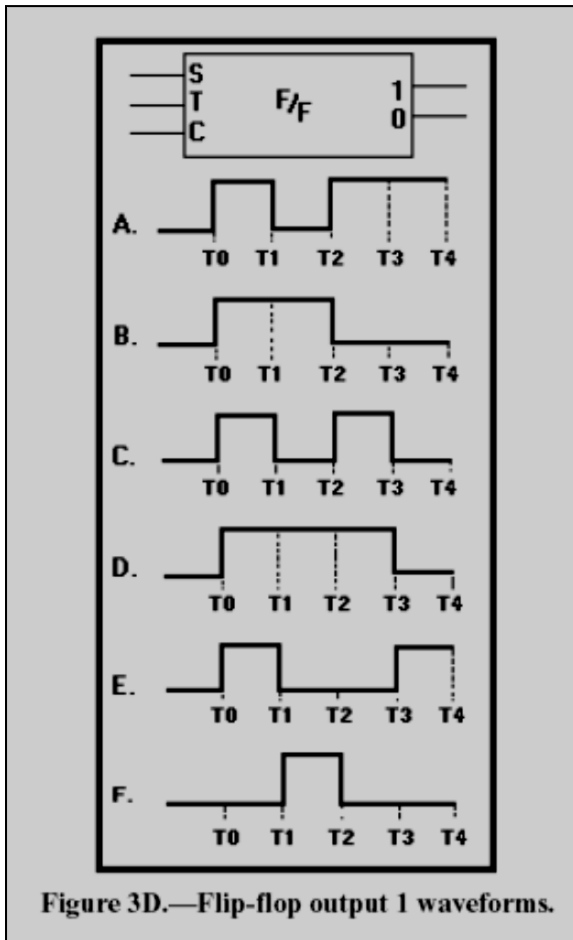 S
T
C
F/F
1
0
A.
T0 T1 T2 T3 T4
B.
T0 T1 T2 T3 T4
C.
T0 T1 T2 T3 T4
D.
T0 T1 T2 T3 T4
E.
T0 T1 T2 T3 T4
F.
T0 T1 T2 T3 T4
Figure 3D.—Flip-flop output 1 waveforms.